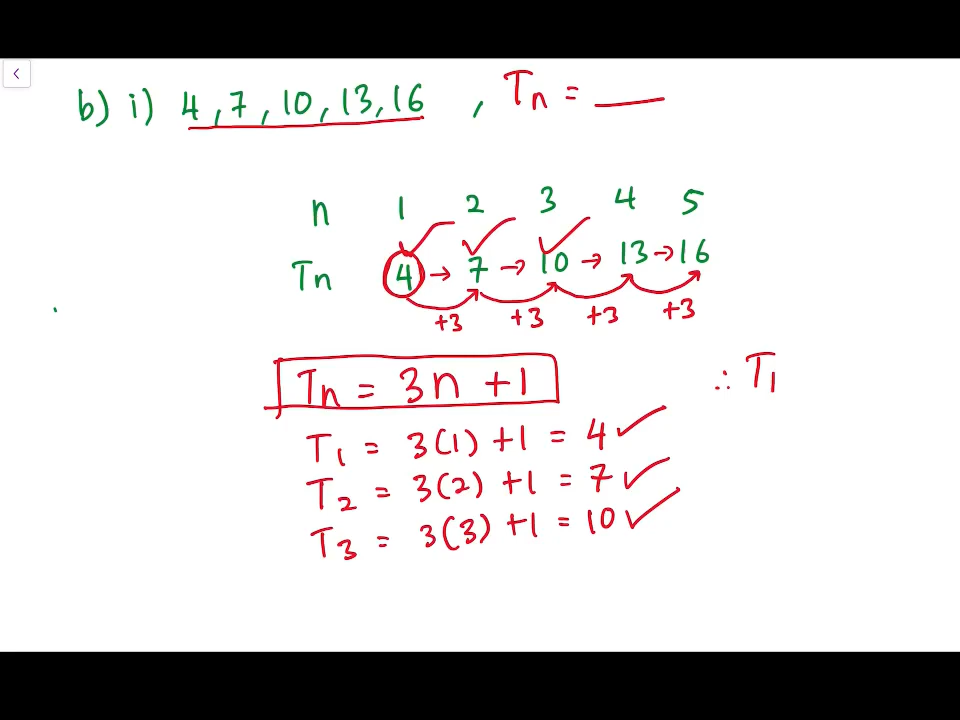 b) i) 4, 7, 10, 13, 16 , Tn = ___
n 1 2 3 4 5
Tn 4 → 7 → 10 → 13 → 16
+3 +3 +3 +3
Tn = 3n + 1
∴ T1
T1 = 3(1) + 1 = 4 ✓
T2 = 3(2) + 1 = 7 ✓
T3 = 3(3) + 1 = 10 ✓